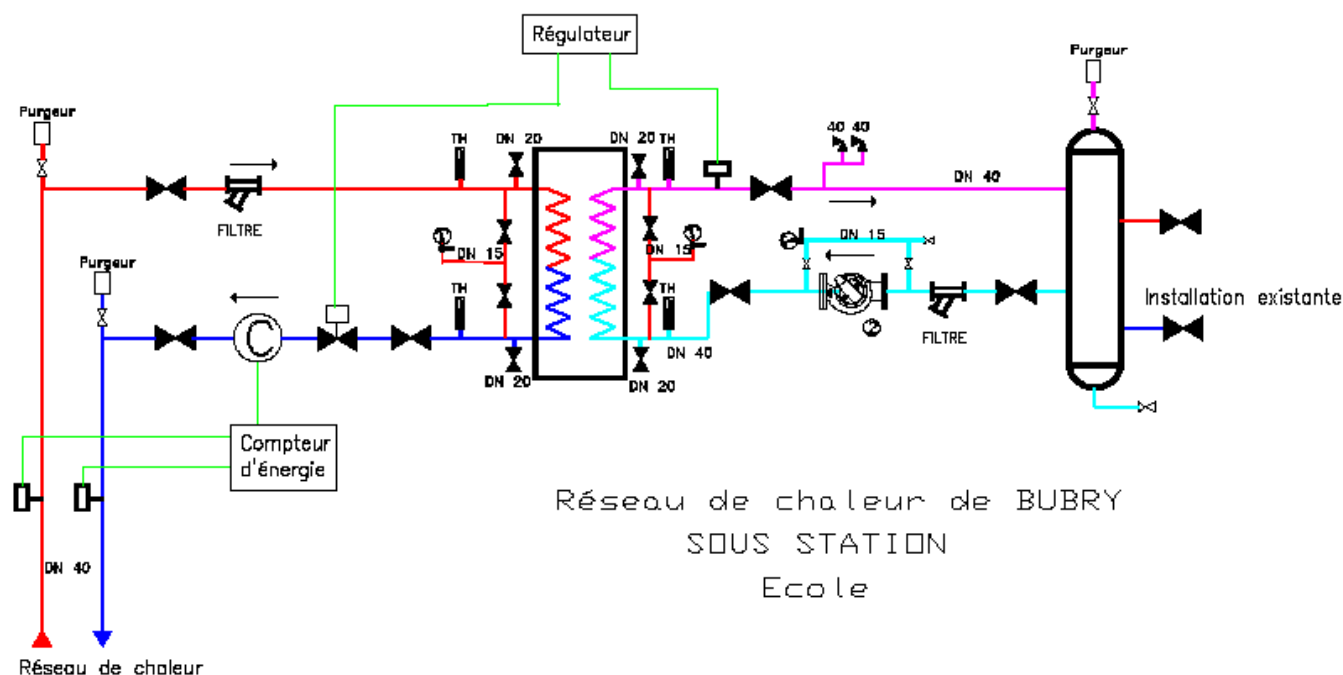 Régulateur
Purgeur
Purgeur
40 40
TH
DN 20
DN 20
TH
DN 40
FILTRE
DN 15
DN 15
DN 15
Purgeur
TH
TH
Installation existante
C
DN 40
FILTRE
DN 20
DN 20
Compteur
d'énergie
Réseau de chaleur de BUBRY
SOUS STATION
Ecole
DN 40
Réseau de chaleur